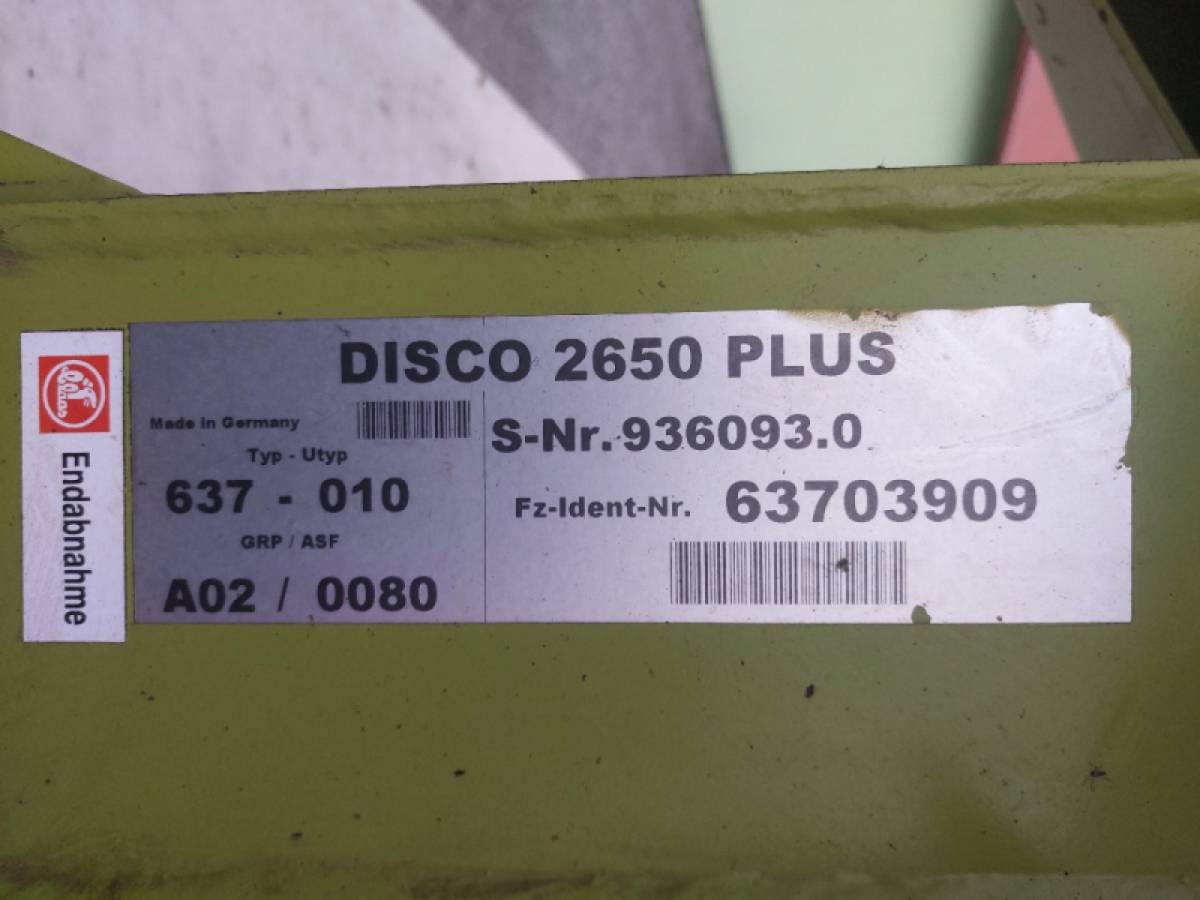 claas
Endabnahme
DISCO 2650 PLUS
Made in Germany
Typ - Utyp
637 - 010
GRP / ASF
A02 / 0080
S-Nr. 936093.0
Fz-Ident-Nr. 63703909